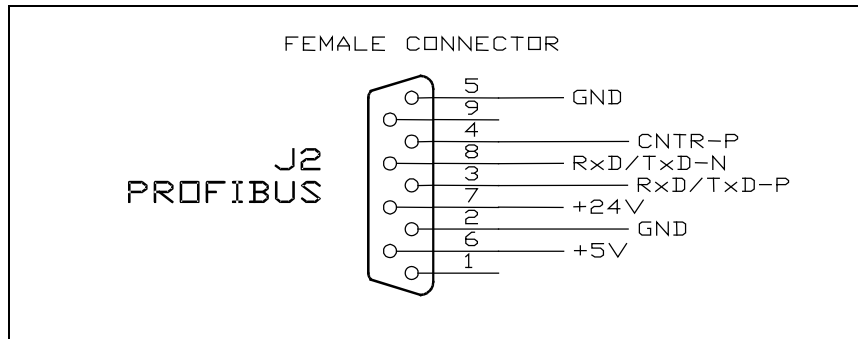 FEMALE CONNECTOR
J2
PROFIBUS
5 GND
9
4 CNTR-P
8 RxD/TxD-N
3 RxD/TxD-P
7 +24V
2 GND
6 +5V
1